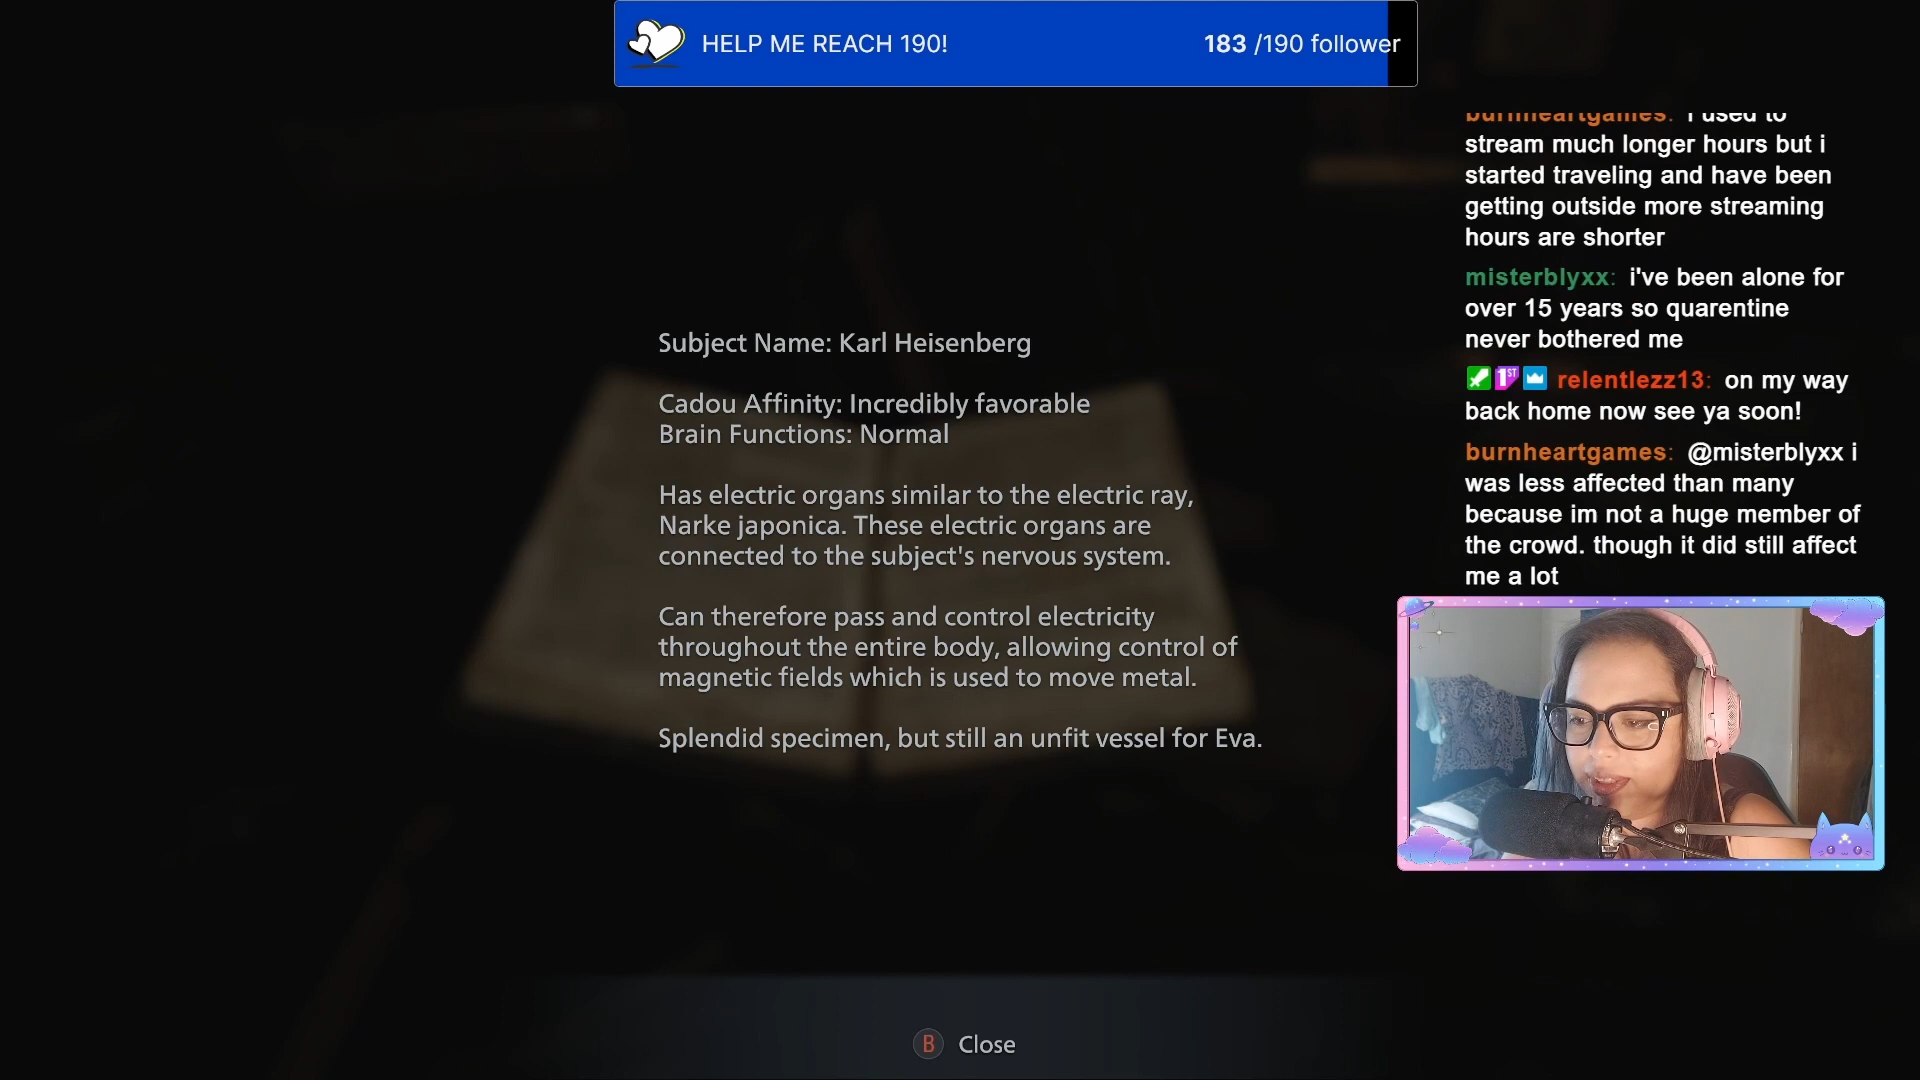 HELP ME REACH 190!
183 /190 follower
burnheartgames: i used to
stream much longer hours but i
started traveling and have been
getting outside more streaming
hours are shorter
misterblyxx: i've been alone for
over 15 years so quarentine
never bothered me
1ST relentlezz13: on my way
back home now see ya soon!
burnheartgames: @misterblyxx i
was less affected than many
because im not a huge member of
the crowd. though it did still affect
me a lot
Subject Name: Karl Heisenberg
Cadou Affinity: Incredibly favorable
Brain Functions: Normal
Has electric organs similar to the electric ray,
Narke japonica. These electric organs are
connected to the subject's nervous system.
Can therefore pass and control electricity
throughout the entire body, allowing control of
magnetic fields which is used to move metal.
Splendid specimen, but still an unfit vessel for Eva.
B Close